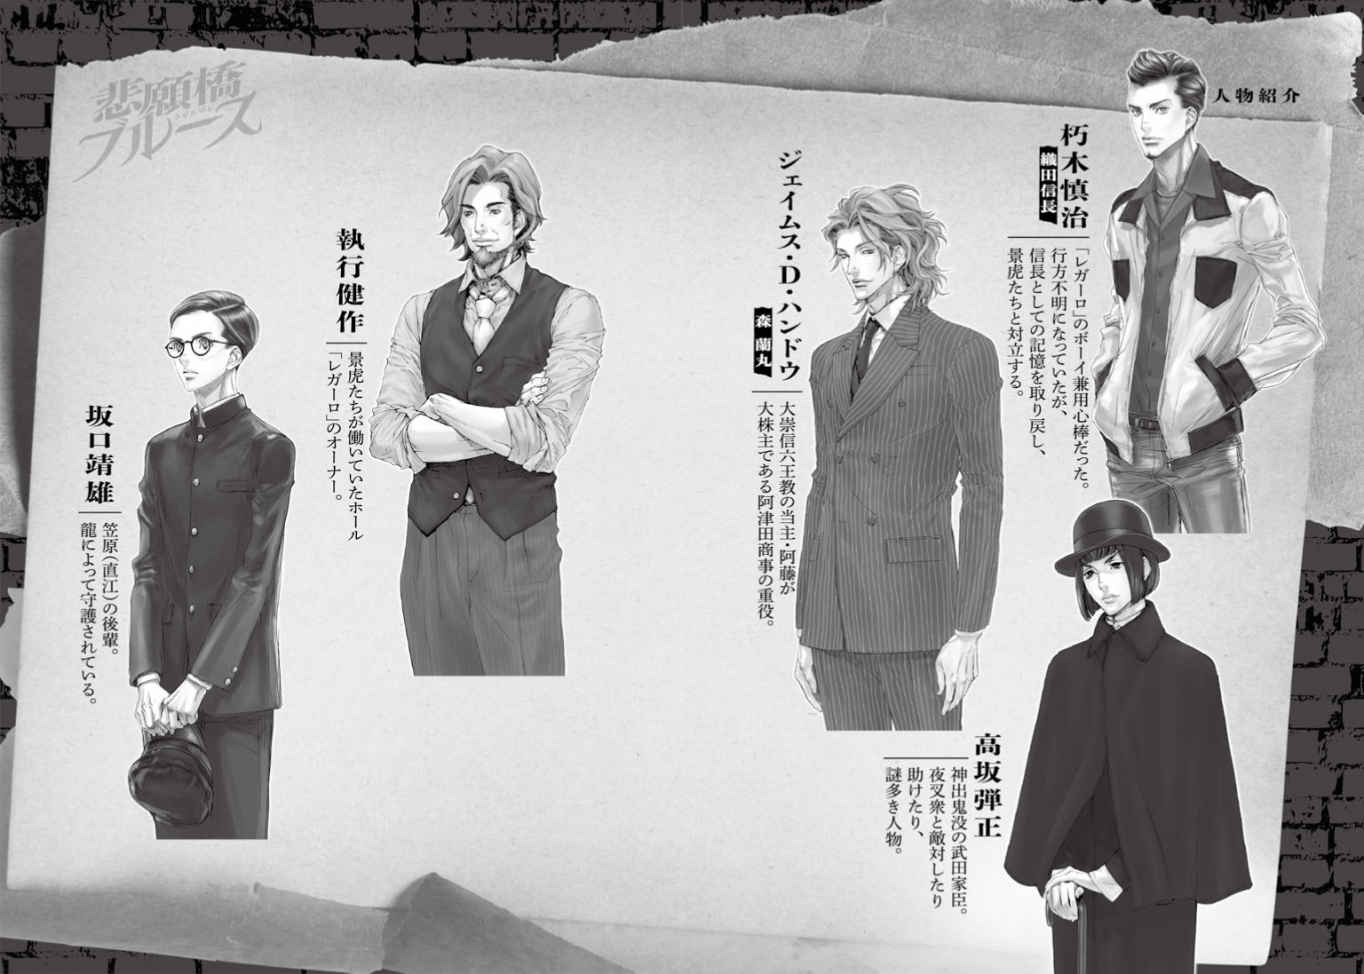 人物紹介
朽木慎治
織田信長
「レガーロ」のボーイ兼用心棒だった。
行方不明になっていたが、
信長としての記憶を取り戻し、
景虎たちと対立する。
高坂弾正
神出鬼没の武田家臣。
夜叉衆と敵対したり
助けたり、
謎多き人物。
ジェイムス・D・ハンドウ
森蘭丸
大崇信六王教の当主・阿藤が
大株主である阿津田商事の重役。
執行健作
景虎たちが働いていたホール
「レガーロ」のオーナー。
坂口靖雄
笠原(直江)の後輩。
龍によって守護されている。
悲願橋
ブルース